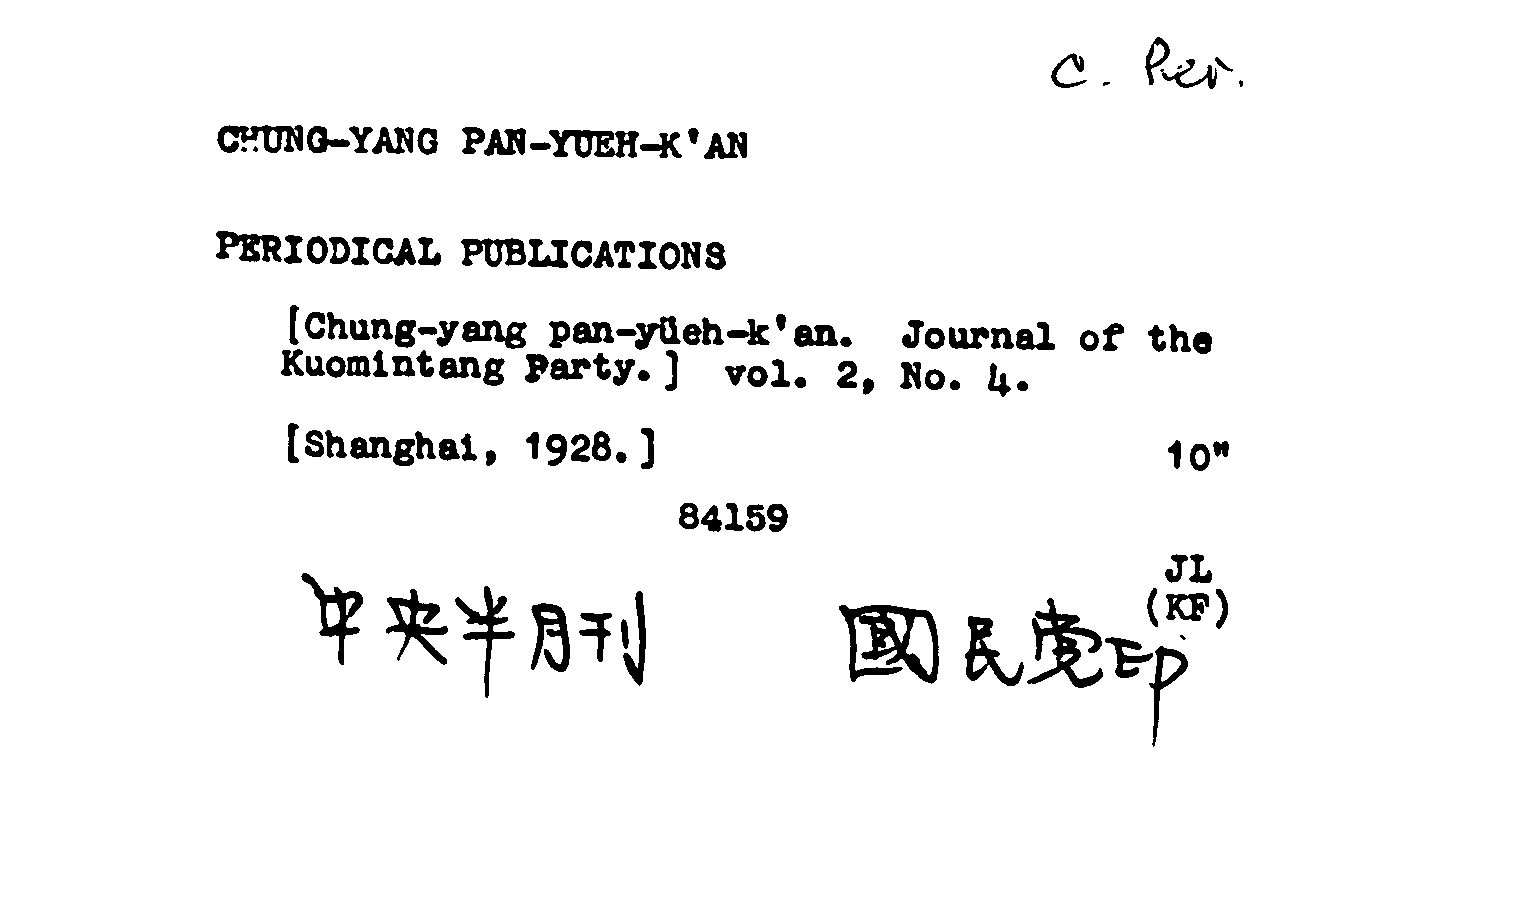 C. Per.
CHUNG-YANG PAN-YUEH-K'AN
PERIODICAL PUBLICATIONS
[Chung-yang pan-yüeh-k'an. Journal of the
Kuomintang Party.] vol. 2, No. 4.
[Shanghai, 1928.] 10"
84159
JL
(KF)
中央半月刊 國民党印